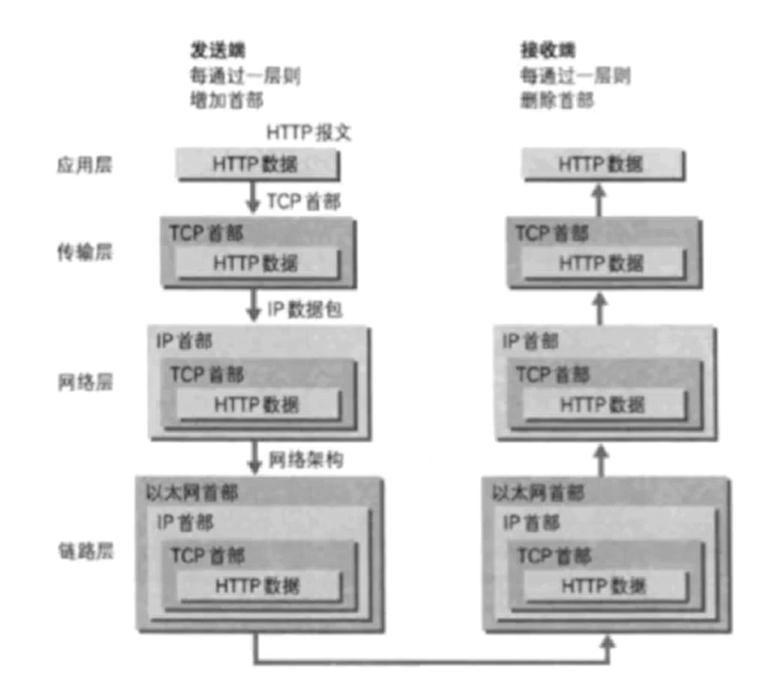 发送端
每通过一层则
增加首部
接收端
每通过一层则
删除首部
HTTP 报文
应用层
HTTP 数据
HTTP 数据
TCP 首部
传输层
TCP 首部
HTTP 数据
TCP 首部
HTTP 数据
IP 数据包
网络层
IP 首部
TCP 首部
HTTP 数据
IP 首部
TCP 首部
HTTP 数据
网络架构
链路层
以太网首部
IP 首部
TCP 首部
HTTP 数据
以太网首部
IP 首部
TCP 首部
HTTP 数据